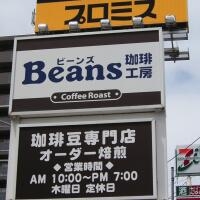 プロミス
ビーンズ
Beans 珈琲工房
Coffee Roast
珈琲豆専門店
オーダー焙煎
◆営業時間◆
AM 10:00~PM 7:00
木曜日 定休日